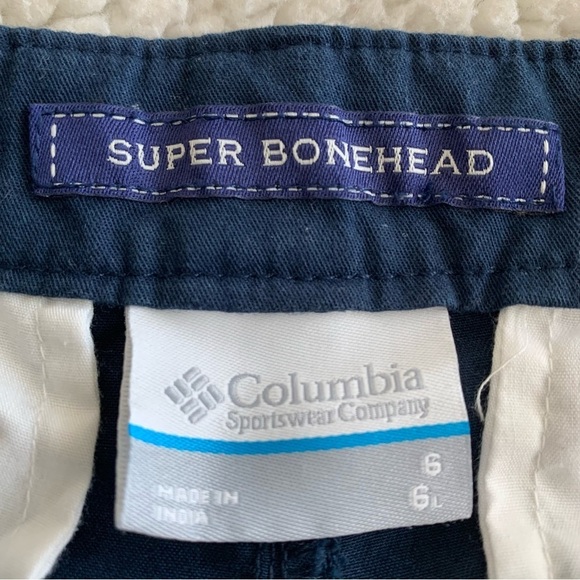 SUPER BONEHEAD
Columbia
Sportswear Company
6
MADE IN 6L
INDIA